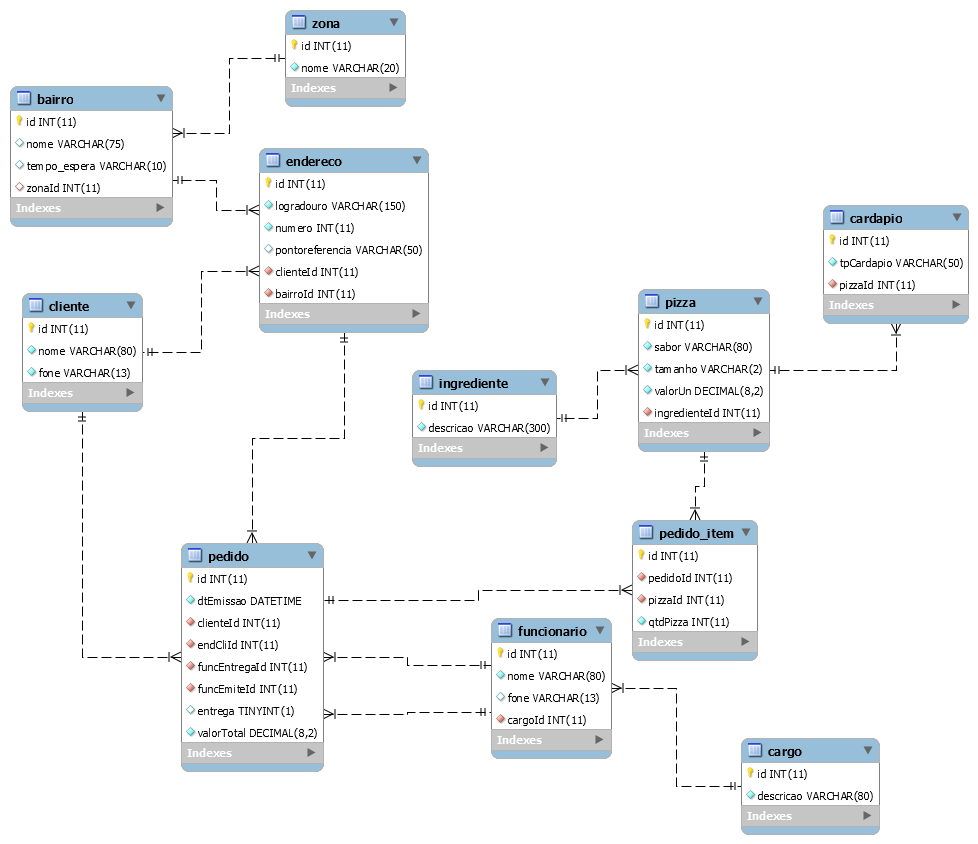 zona
id INT(11)
nome VARCHAR(20)
Indexes
bairro
id INT(11)
nome VARCHAR(75)
tempo_espera VARCHAR(10)
zonaId INT(11)
Indexes
endereco
id INT(11)
logradouro VARCHAR(150)
numero INT(11)
pontoreferencia VARCHAR(50)
clienteId INT(11)
bairroId INT(11)
Indexes
cardapio
id INT(11)
tpCardapio VARCHAR(50)
pizzaId INT(11)
Indexes
cliente
id INT(11)
nome VARCHAR(80)
fone VARCHAR(13)
Indexes
pizza
id INT(11)
sabor VARCHAR(80)
tamanho VARCHAR(2)
valorUn DECIMAL(8,2)
ingredienteId INT(11)
Indexes
ingrediente
id INT(11)
descricao VARCHAR(300)
Indexes
pedido_item
id INT(11)
pedidoId INT(11)
pizzaId INT(11)
qtdPizza INT(11)
Indexes
pedido
id INT(11)
dtEmissao DATETIME
clienteId INT(11)
endCliId INT(11)
funcEntregaId INT(11)
funcEmiteId INT(11)
entrega TINYINT(1)
valorTotal DECIMAL(8,2)
Indexes
funcionario
id INT(11)
nome VARCHAR(80)
fone VARCHAR(13)
cargoId INT(11)
Indexes
cargo
id INT(11)
descricao VARCHAR(80)
Indexes